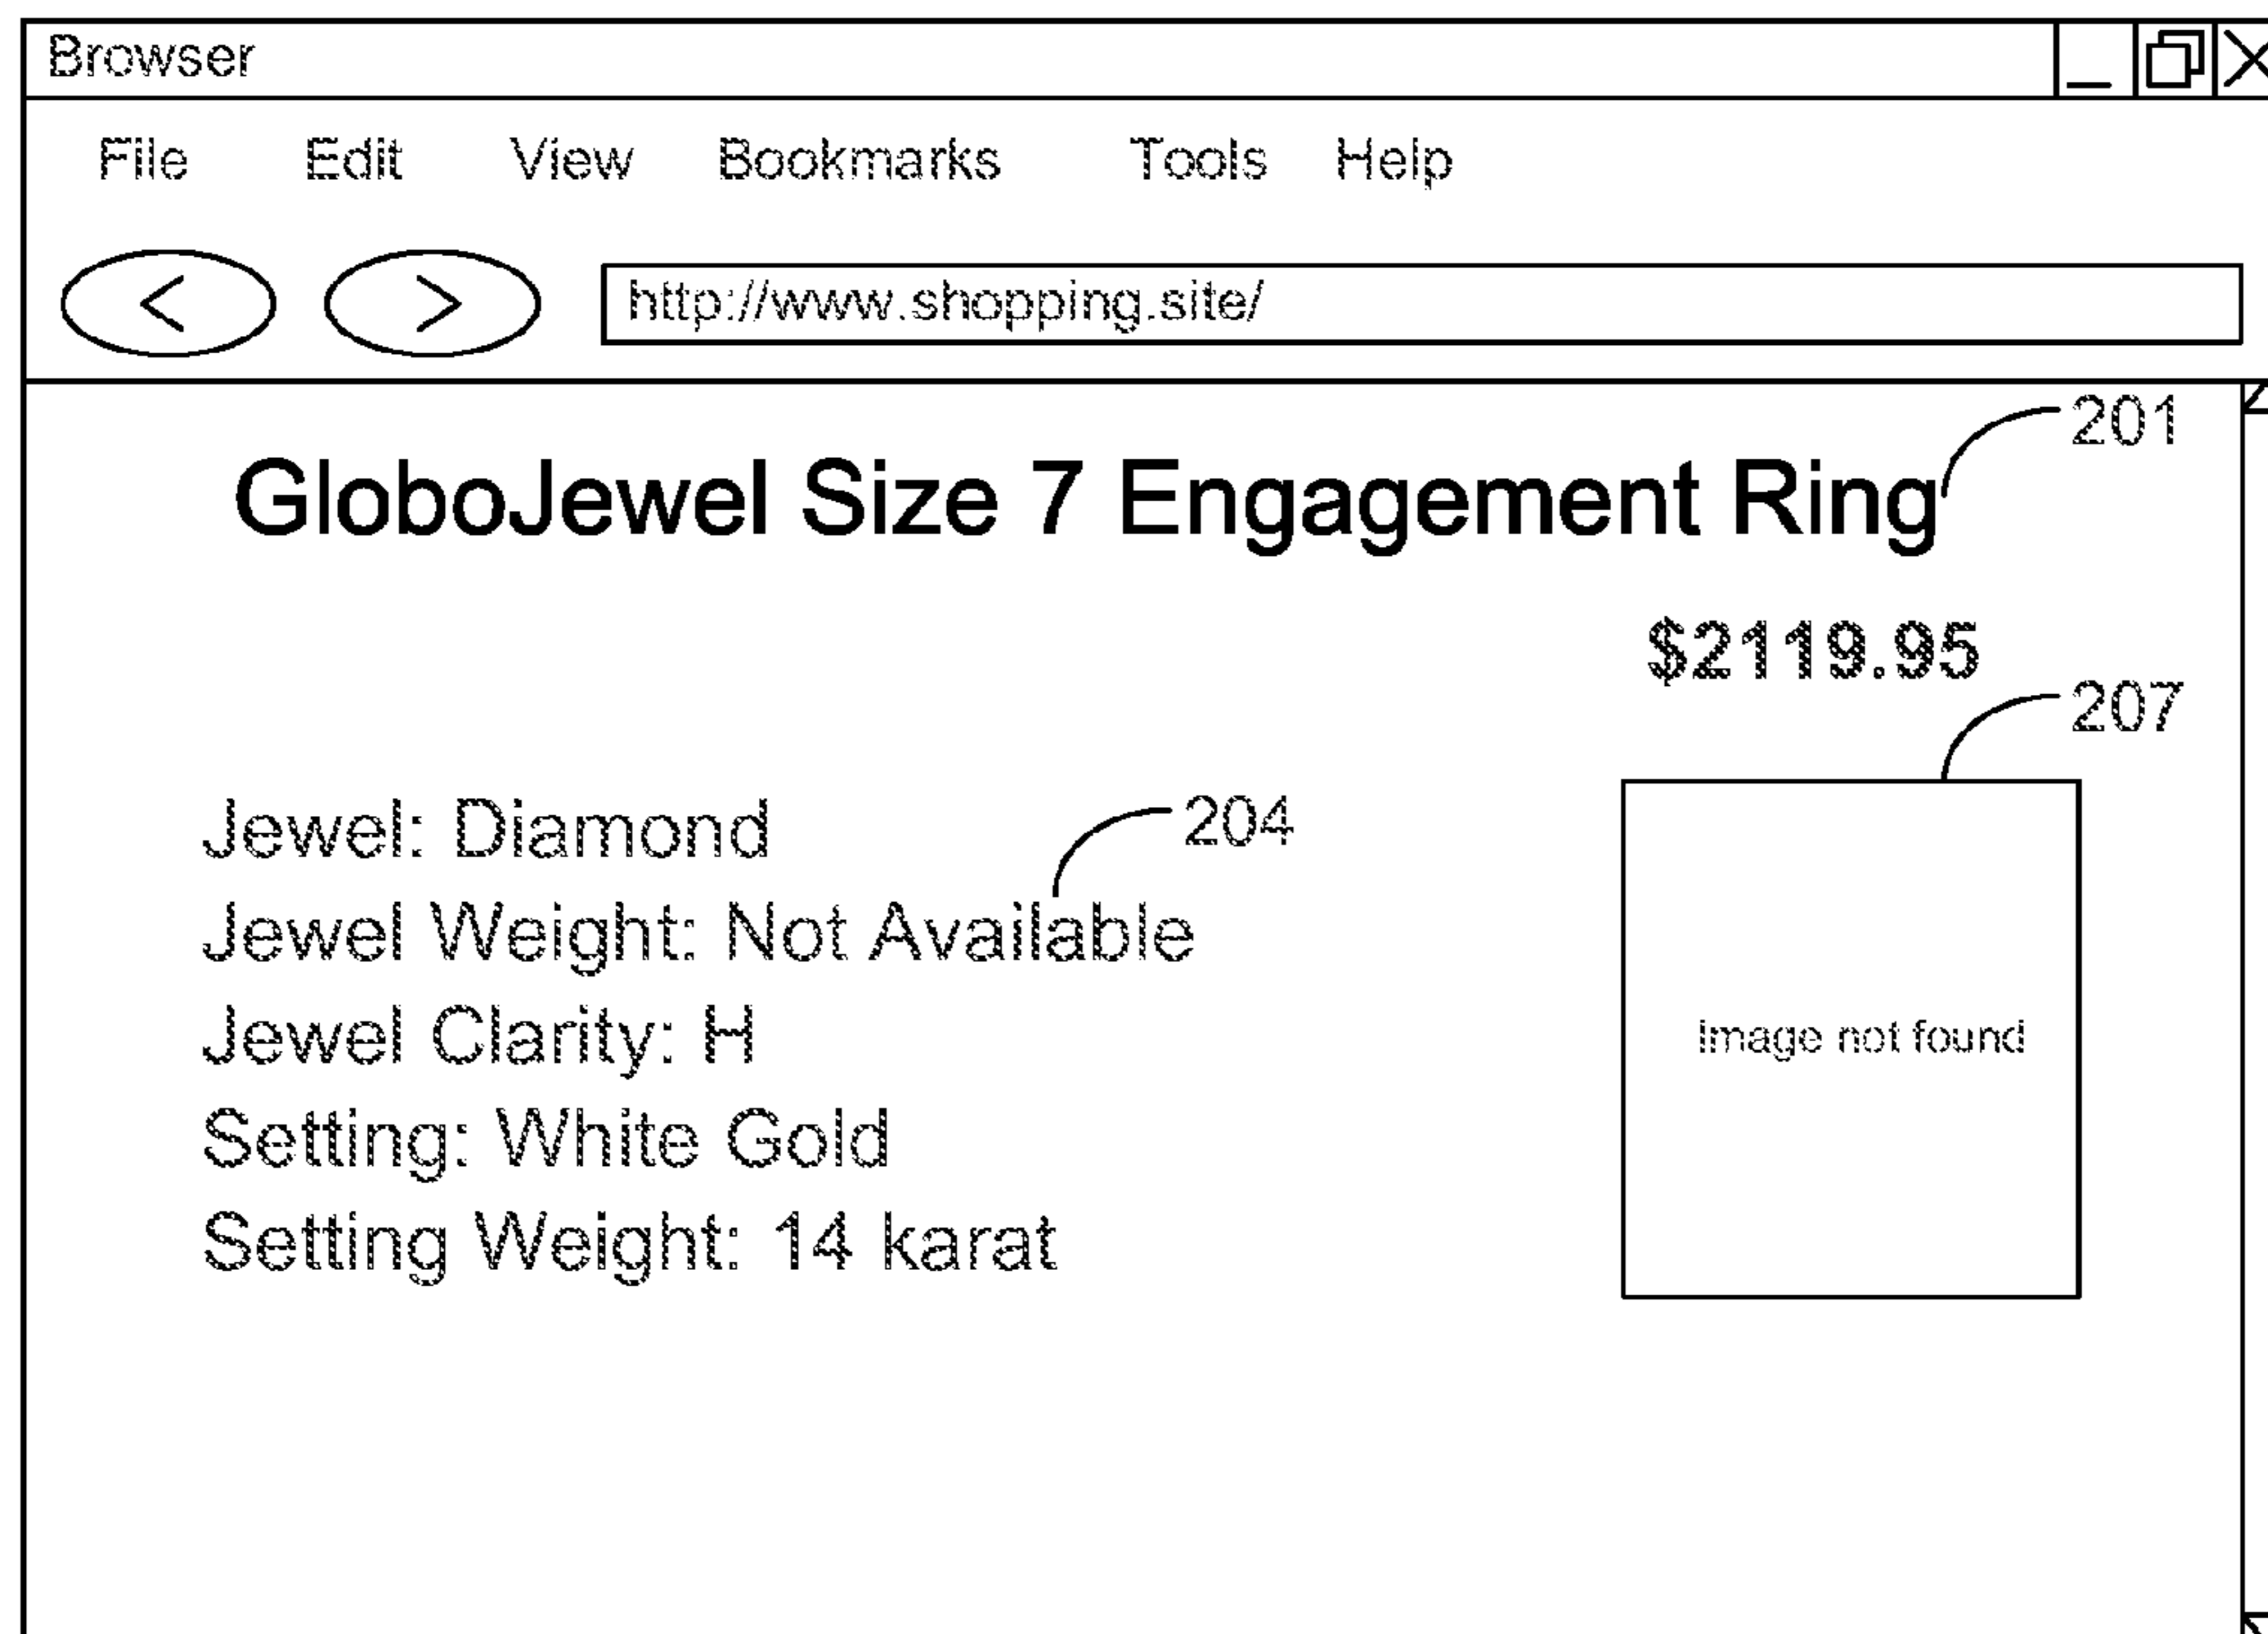 Browser
File Edit View Bookmarks Tools Help
< > http://www.shopping.site/
201
GloboJewel Size 7 Engagement Ring
$2119.95
207
Jewel: Diamond
204
Jewel Weight: Not Available
Jewel Clarity: H
image not found
Setting: White Gold
Setting Weight: 14 karat